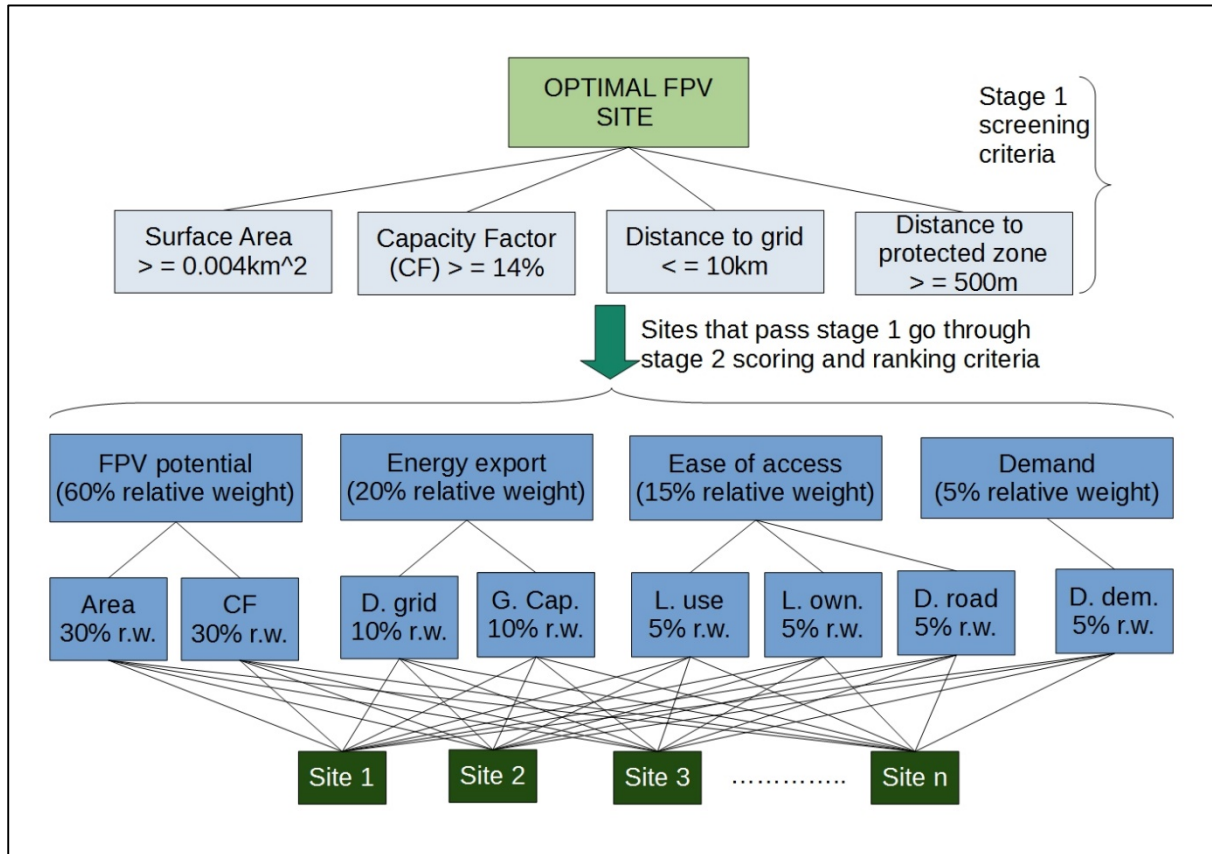 OPTIMAL FPV
SITE
Stage 1
screening
criteria
Surface Area
> = 0.004km^2
Capacity Factor
(CF) > = 14%
Distance to grid
< = 10km
Distance to
protected zone
> = 500m
Sites that pass stage 1 go through
stage 2 scoring and ranking criteria
FPV potential
(60% relative weight)
Energy export
(20% relative weight)
Ease of access
(15% relative weight)
Demand
(5% relative weight)
Area
30% r.w.
CF
30% r.w.
D. grid
10% r.w.
G. Cap.
10% r.w.
L. use
5% r.w.
L. own.
5% r.w.
D. road
5% r.w.
D. dem.
5% r.w.
Site 1
Site 2
Site 3
…………..
Site n